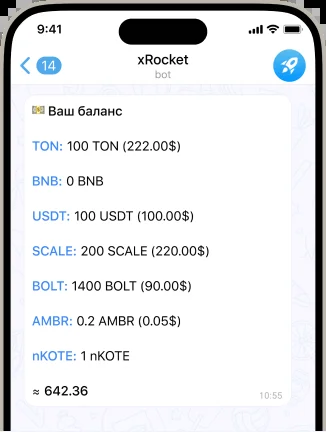 9:41
14
xRocket
bot
💵 Ваш баланс
TON: 100 TON (222.00$)
BNB: 0 BNB
USDT: 100 USDT (100.00$)
SCALE: 200 SCALE (220.00$)
BOLT: 1400 BOLT (90.00$)
AMBR: 0.2 AMBR (0.05$)
nKOTE: 1 nKOTE
≈ 642.36
10:55